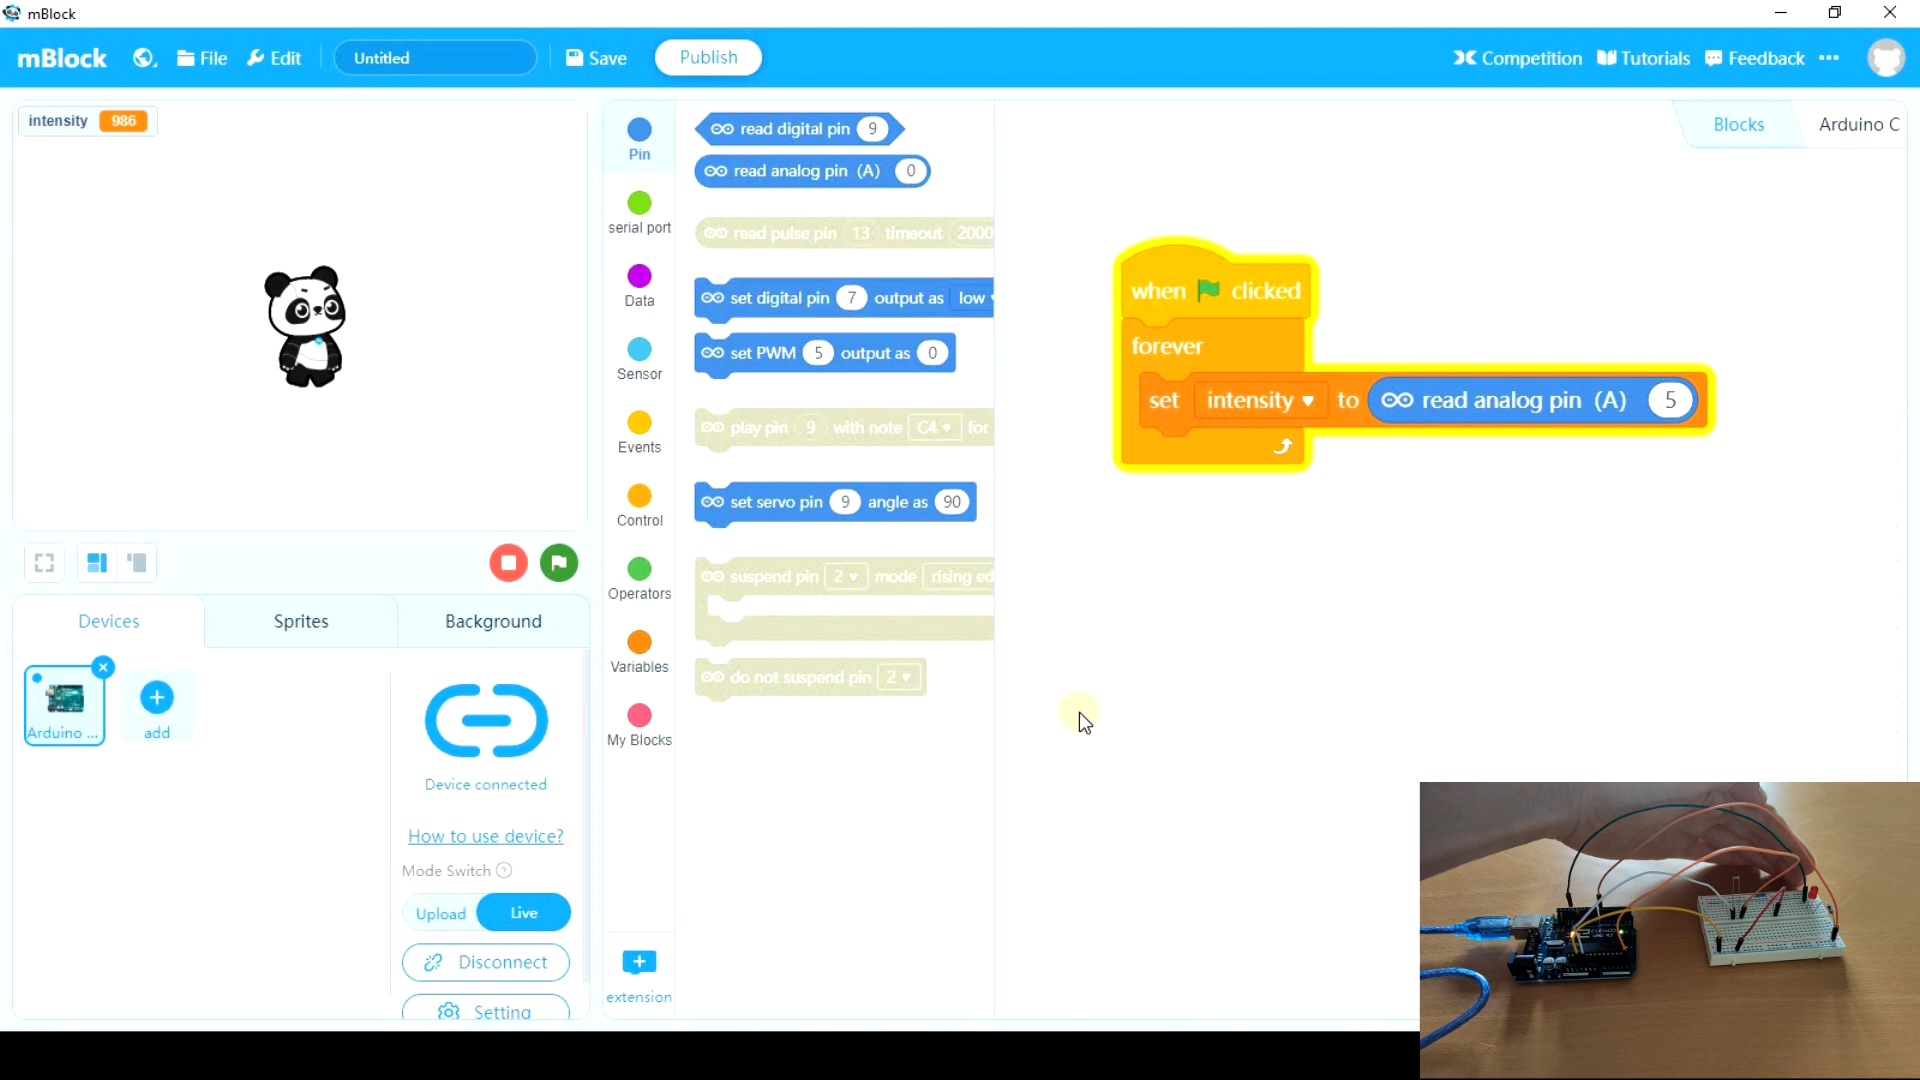 mBlock
mBlock File Edit Untitled Save Publish Competition Tutorials Feedback
intensity 986
Pin
serial port
Data
Sensor
Events
Control
Operators
Variables
My Blocks
extension
read digital pin 9
read analog pin (A) 0
read pulse pin 13 timeout 2000
set digital pin 7 output as low
set PWM 5 output as 0
play pin 9 with note C4 for
set servo pin 9 angle as 90
suspend pin 2 mode rising ed
do not suspend pin 2
Blocks Arduino C
when clicked
forever
set intensity to read analog pin (A) 5
Devices Sprites Background
Arduino ...
add
Device connected
How to use device?
Mode Switch ?
Upload Live
Disconnect
Setting